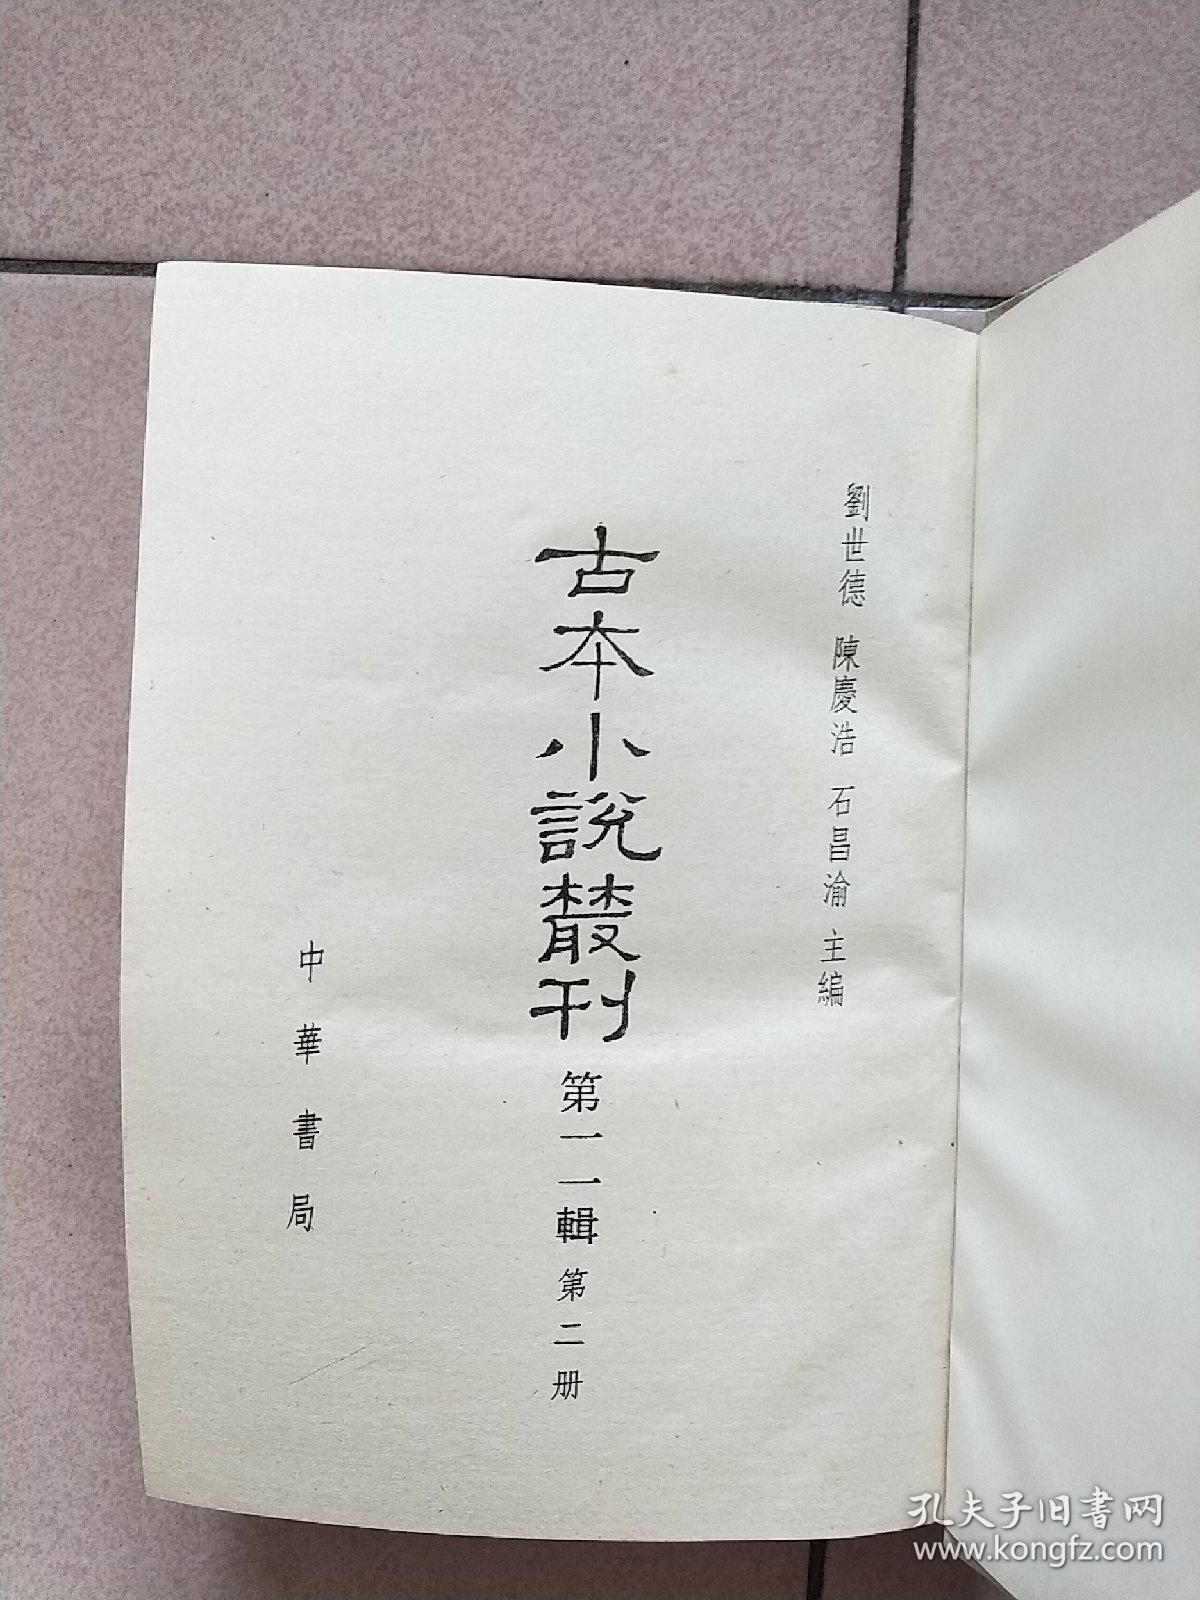 劉世德 陳慶浩 石昌渝 主編
古本小說叢刊 第一一輯 第二册
中華書局
孔夫子旧书网
www.kongfz.com